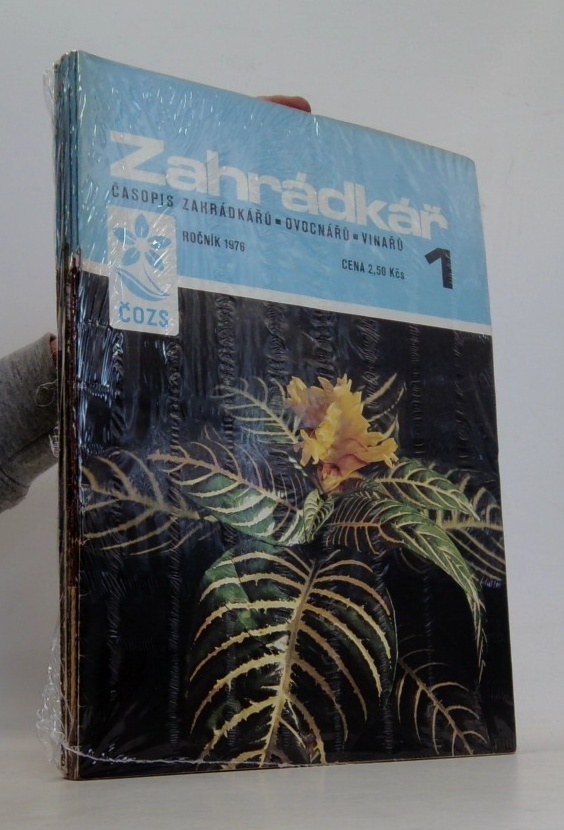 Zahrádkář
ČASOPIS ZAHRÁDKÁŘŮ ▪ OVOCNÁŘŮ ▪ VINAŘŮ
ROČNÍK 1976
CENA 2,50 Kčs
1
ČOZS